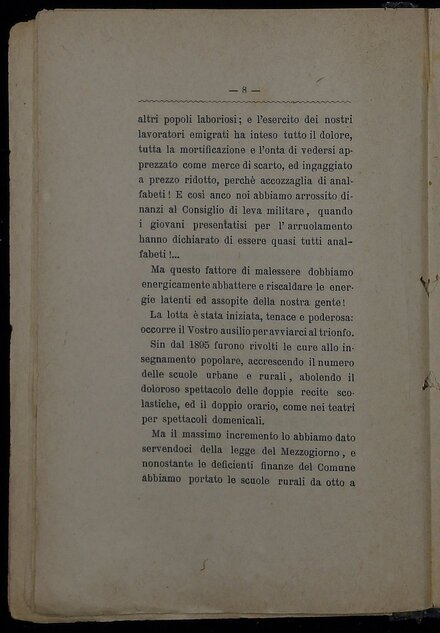 — 8 —
altri popoli laboriosi; e l'esercito dei nostri
lavoratori emigrati ha inteso tutto il dolore,
tutta la mortificazione e l'onta di vedersi ap-
prezzato come merce di scarto, ed ingaggiato
a prezzo ridotto, perchè accozzaglia di anal-
fabeti! E così anco noi abbiamo arrossito di-
nanzi al Consiglio di leva militare, quando
i giovani presentatisi per l'arruolamento
hanno dichiarato di essere quasi tutti anal-
fabeti!...
Ma questo fattore di malessere dobbiamo
energicamente abbattere e riscaldare le ener-
gie latenti ed assopite della nostra gente!
La lotta è stata iniziata, tenace e poderosa:
occorre il Vostro ausilio per avviarci al trionfo.
Sin dal 1895 furono rivolti le cure allo in-
segnamento popolare, accrescendo il numero
delle scuole urbane e rurali, abolendo il
doloroso spettacolo delle doppie recite sco-
lastiche, ed il doppio orario, come nei teatri
per spettacoli domenicali.
Ma il massimo incremento lo abbiamo dato
servendoci della legge del Mezzogiorno, e
nonostante le deficienti finanze del Comune
abbiamo portato le scuole rurali da otto a